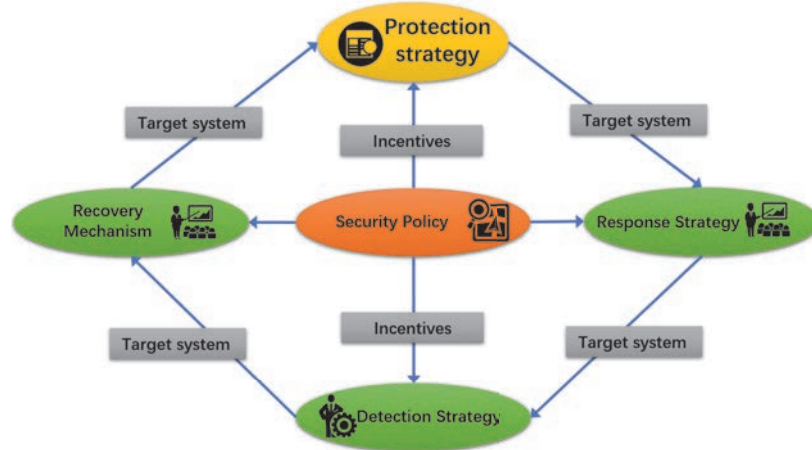 Protection
strategy
Target system
Target system
Incentives
Recovery
Mechanism
Security Policy
Response Strategy
Target system
Incentives
Target system
Detection Strategy